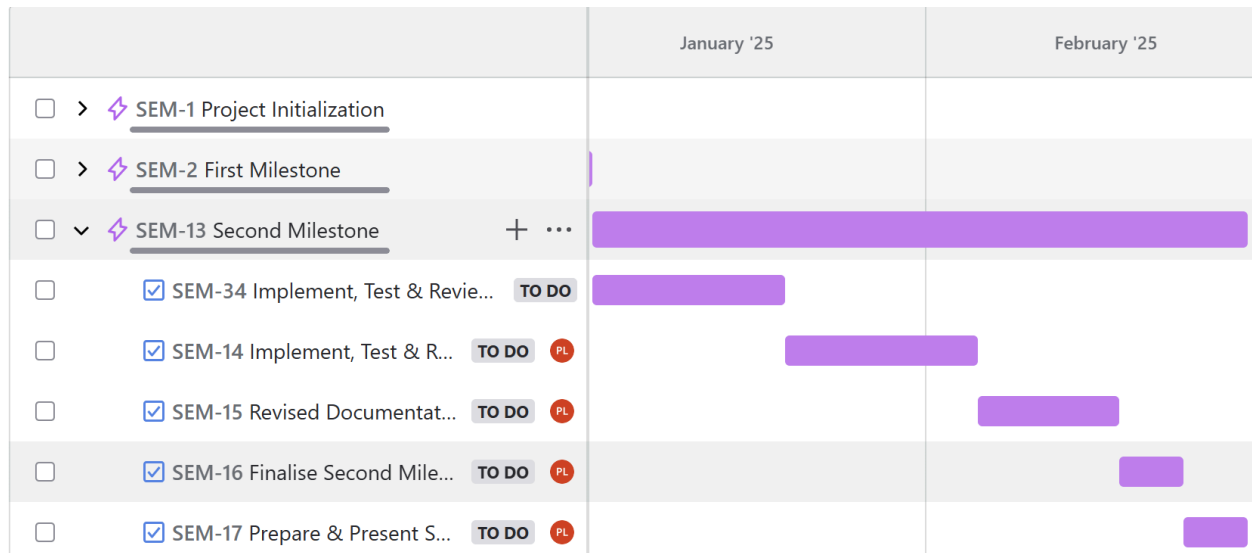 January '25 February '25
SEM-1 Project Initialization
SEM-2 First Milestone
SEM-13 Second Milestone
SEM-34 Implement, Test & Revie... TO DO
SEM-14 Implement, Test & R... TO DO PL
SEM-15 Revised Documentat... TO DO PL
SEM-16 Finalise Second Mile... TO DO PL
SEM-17 Prepare & Present S... TO DO PL